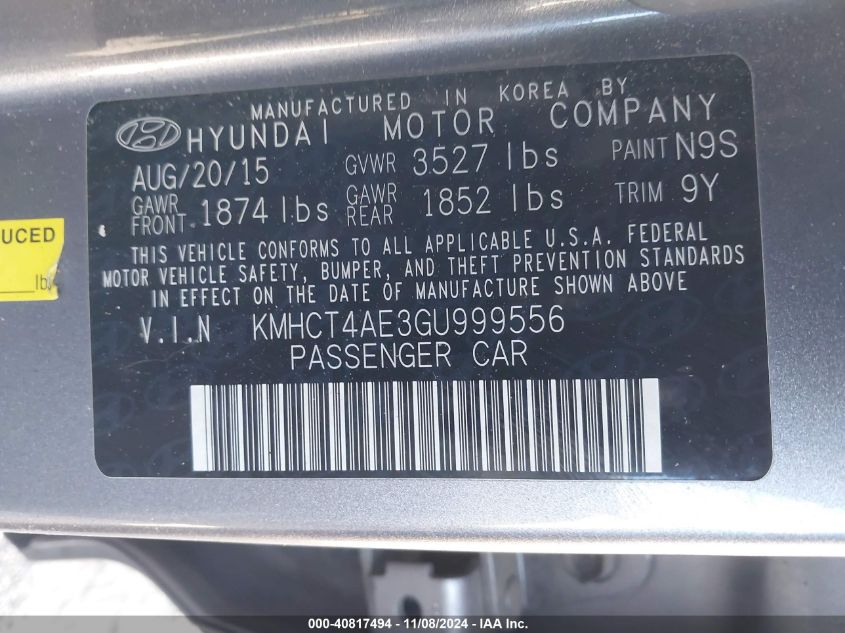 MANUFACTURED IN KOREA BY
HYUNDAI MOTOR COMPANY
AUG/20/15 GVWR 3527 lbs PAINT N9S
GAWR FRONT 1874 lbs GAWR REAR 1852 lbs TRIM 9Y
THIS VEHICLE CONFORMS TO ALL APPLICABLE U.S.A. FEDERAL
MOTOR VEHICLE SAFETY, BUMPER, AND THEFT PREVENTION STANDARDS
IN EFFECT ON THE DATE OF MANUFACTURE SHOWN ABOVE
V.I.N KMHCT4AE3GU999556
PASSENGER CAR
UCED
lb
000-40817494 - 11/08/2024 - IAA Inc.